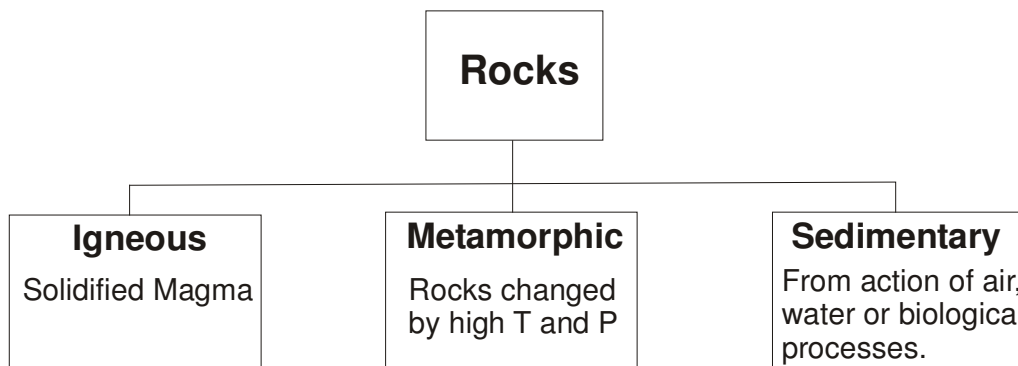 Rocks
Igneous
Solidified Magma
Metamorphic
Rocks changed
by high T and P
Sedimentary
From action of air,
water or biologica
processes.